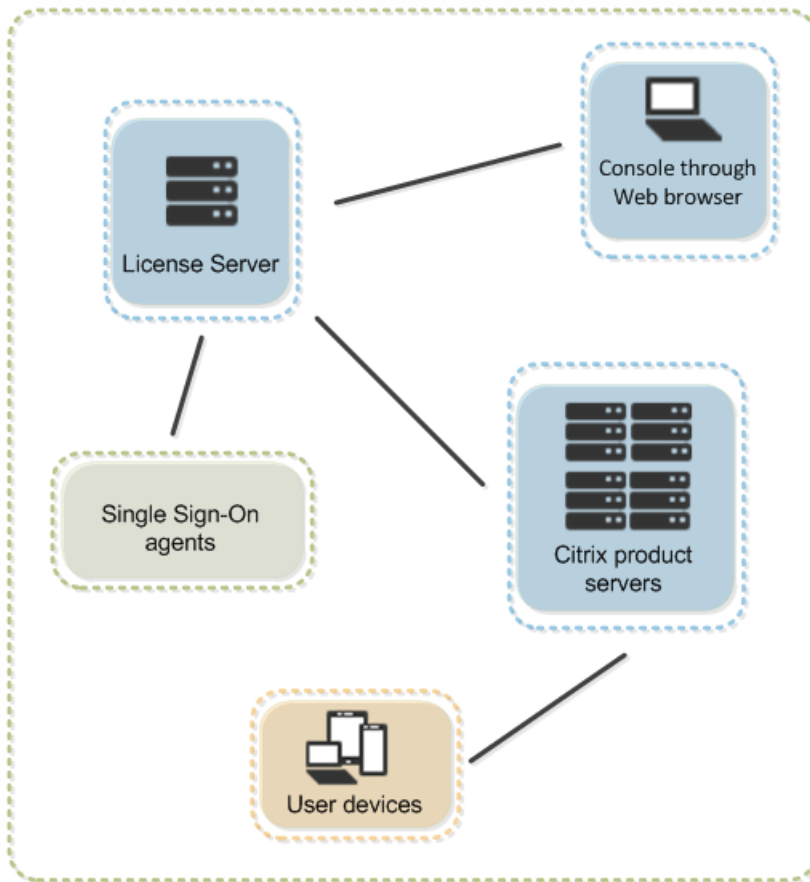 Console through
Web browser
License Server
Single Sign-On
agents
Citrix product
servers
User devices